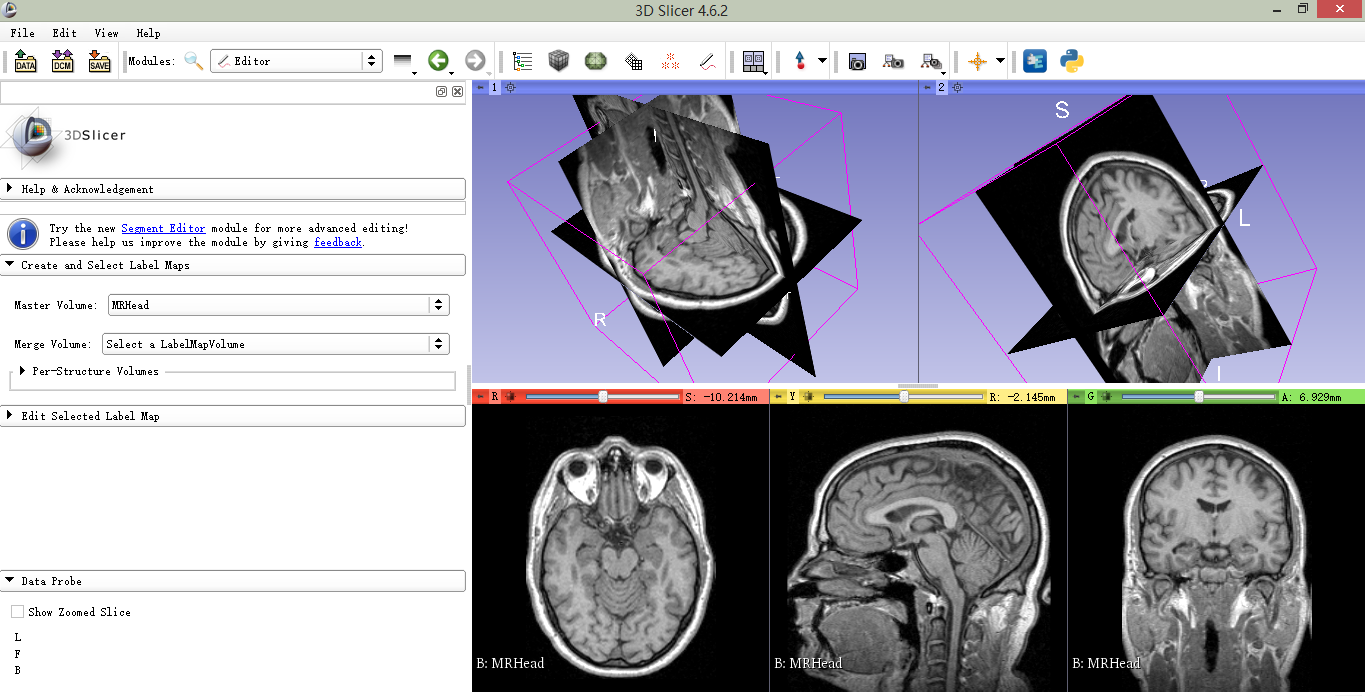 3D Slicer 4.6.2
File Edit View Help
DATA DCM SAVE Modules: Editor
1
2
3DSlicer
Help & Acknowledgement
Try the new Segment Editor module for more advanced editing!
Please help us improve the module by giving feedback.
Create and Select Label Maps
Master Volume: MRHead
Merge Volume: Select a LabelMapVolume
Per-Structure Volumes
Edit Selected Label Map
Data Probe
Show Zoomed Slice
L
F
B
I
R
S
L
I
R S: -10.214mm
Y R: -2.145mm
G A: 6.929mm
B: MRHead
B: MRHead
B: MRHead